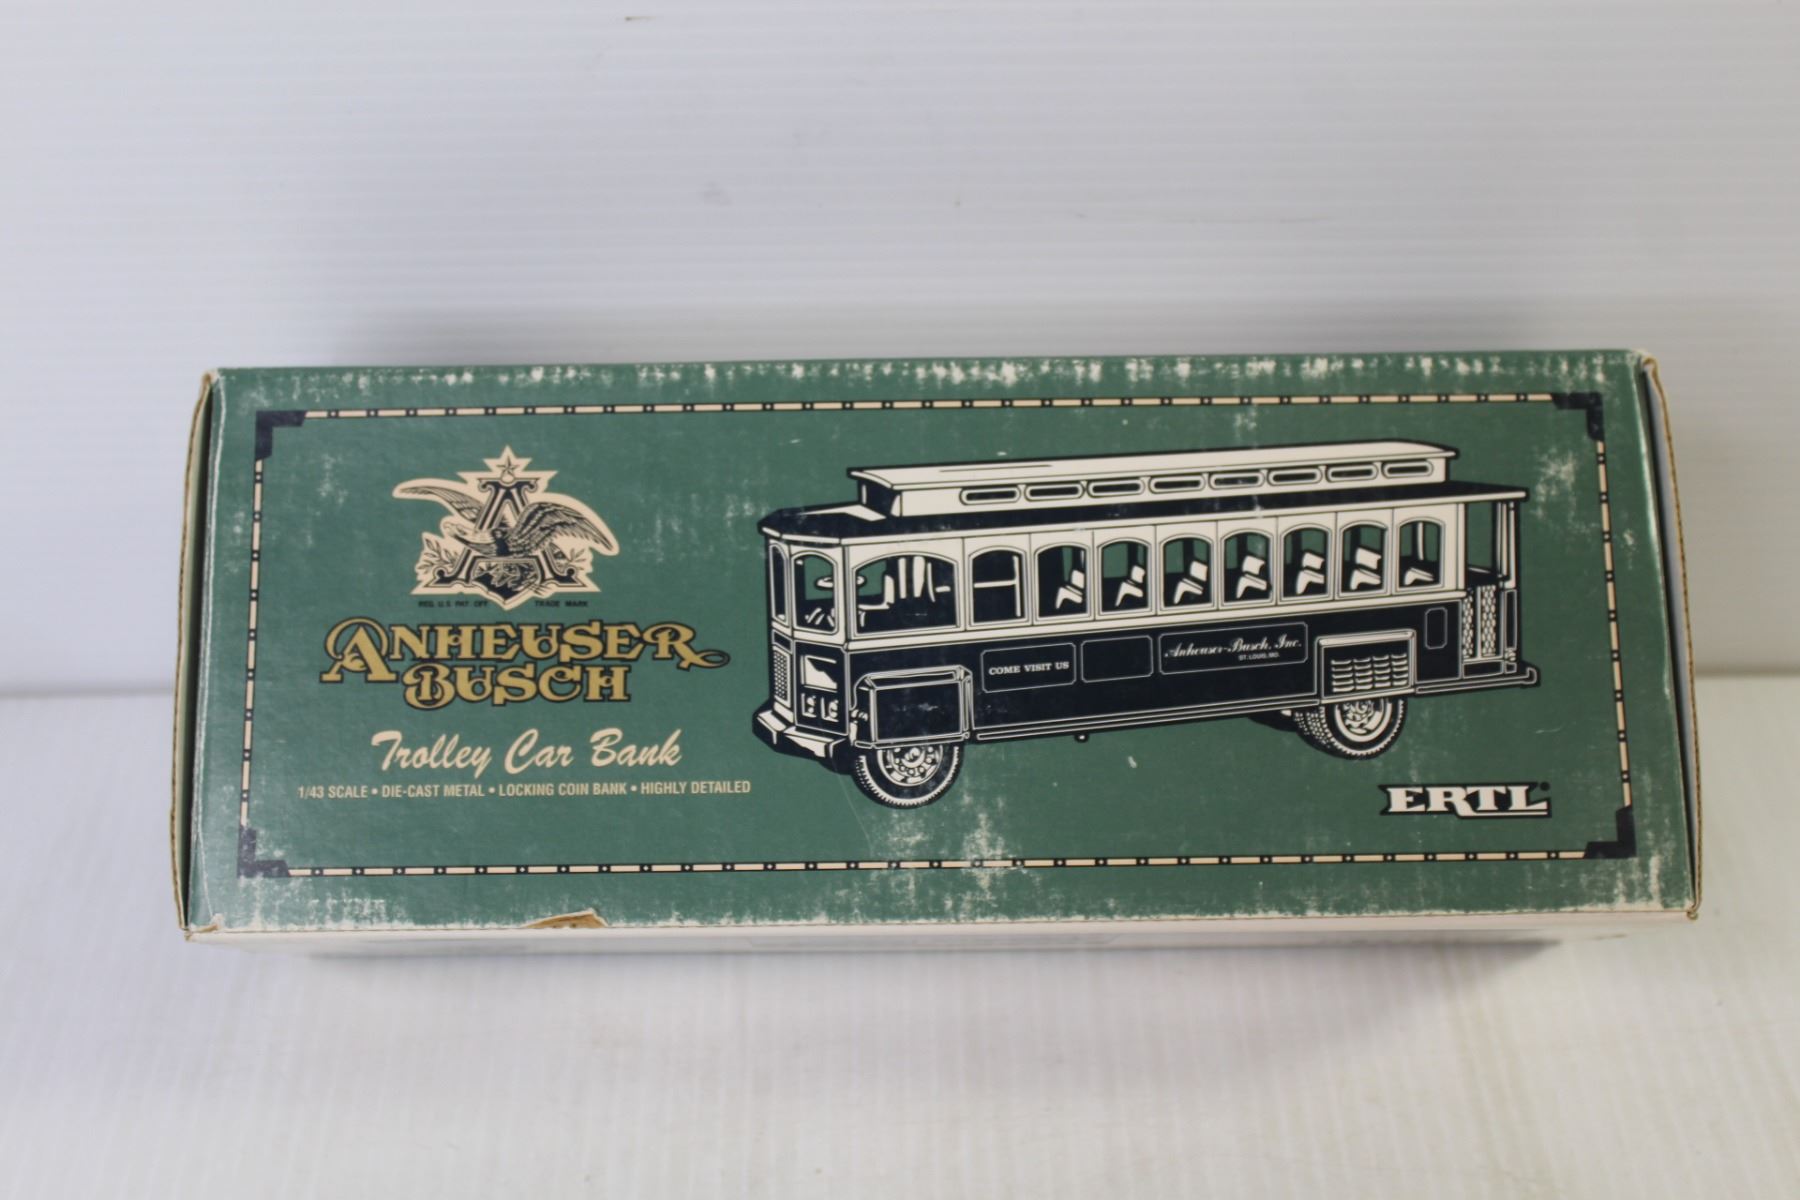 REG. U.S. PAT. OFF. TRADE MARK
ANHEUSER
BUSCH
Trolley Car Bank
1/43 SCALE • DIE-CAST METAL • LOCKING COIN BANK • HIGHLY DETAILED
COME VISIT US
Anheuser-Busch, Inc.
ST. LOUIS, MO.
ERTL®